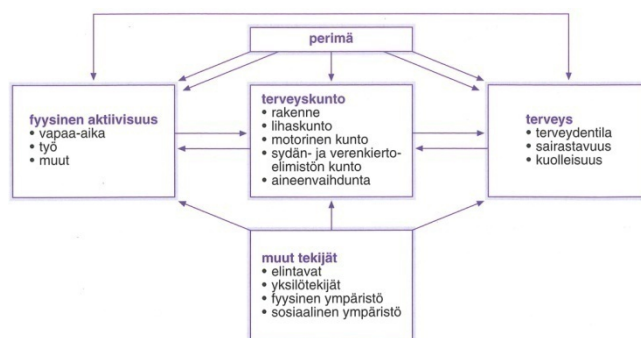 perimä
fyysinen aktiivisuus
• vapaa-aika
• työ
• muut
terveyskunto
• rakenne
• lihaskunto
• motorinen kunto
• sydän- ja verenkierto-
elimistön kunto
• aineenvaihdunta
terveys
• terveydentila
• sairastavuus
• kuolleisuus
muut tekijät
• elintavat
• yksilötekijät
• fyysinen ympäristö
• sosiaalinen ympäristö